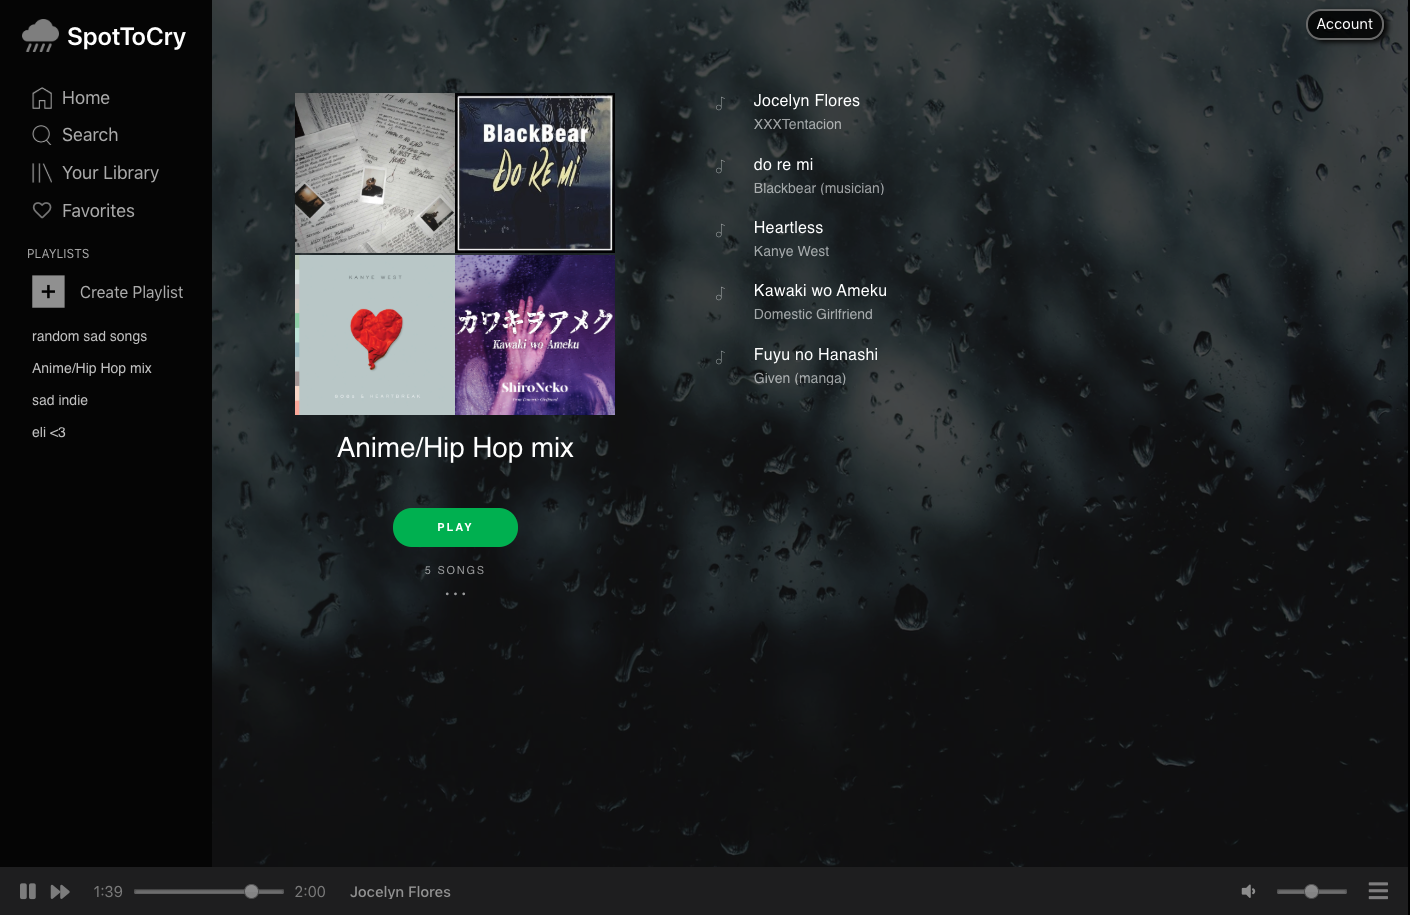 SpotToCry
Account
Home
Search
Your Library
Favorites
PLAYLISTS
Create Playlist
random sad songs
Anime/Hip Hop mix
sad indie
eli <3
BlackBear
DO RE MI
KANYE WEST
カワキヲアメク
Kawaki wo Ameku
ShiroNeko
Anime/Hip Hop mix
PLAY
5 SONGS
Jocelyn Flores
XXXTentacion
do re mi
Blackbear (musician)
Heartless
Kanye West
Kawaki wo Ameku
Domestic Girlfriend
Fuyu no Hanashi
Given (manga)
1:39
2:00
Jocelyn Flores